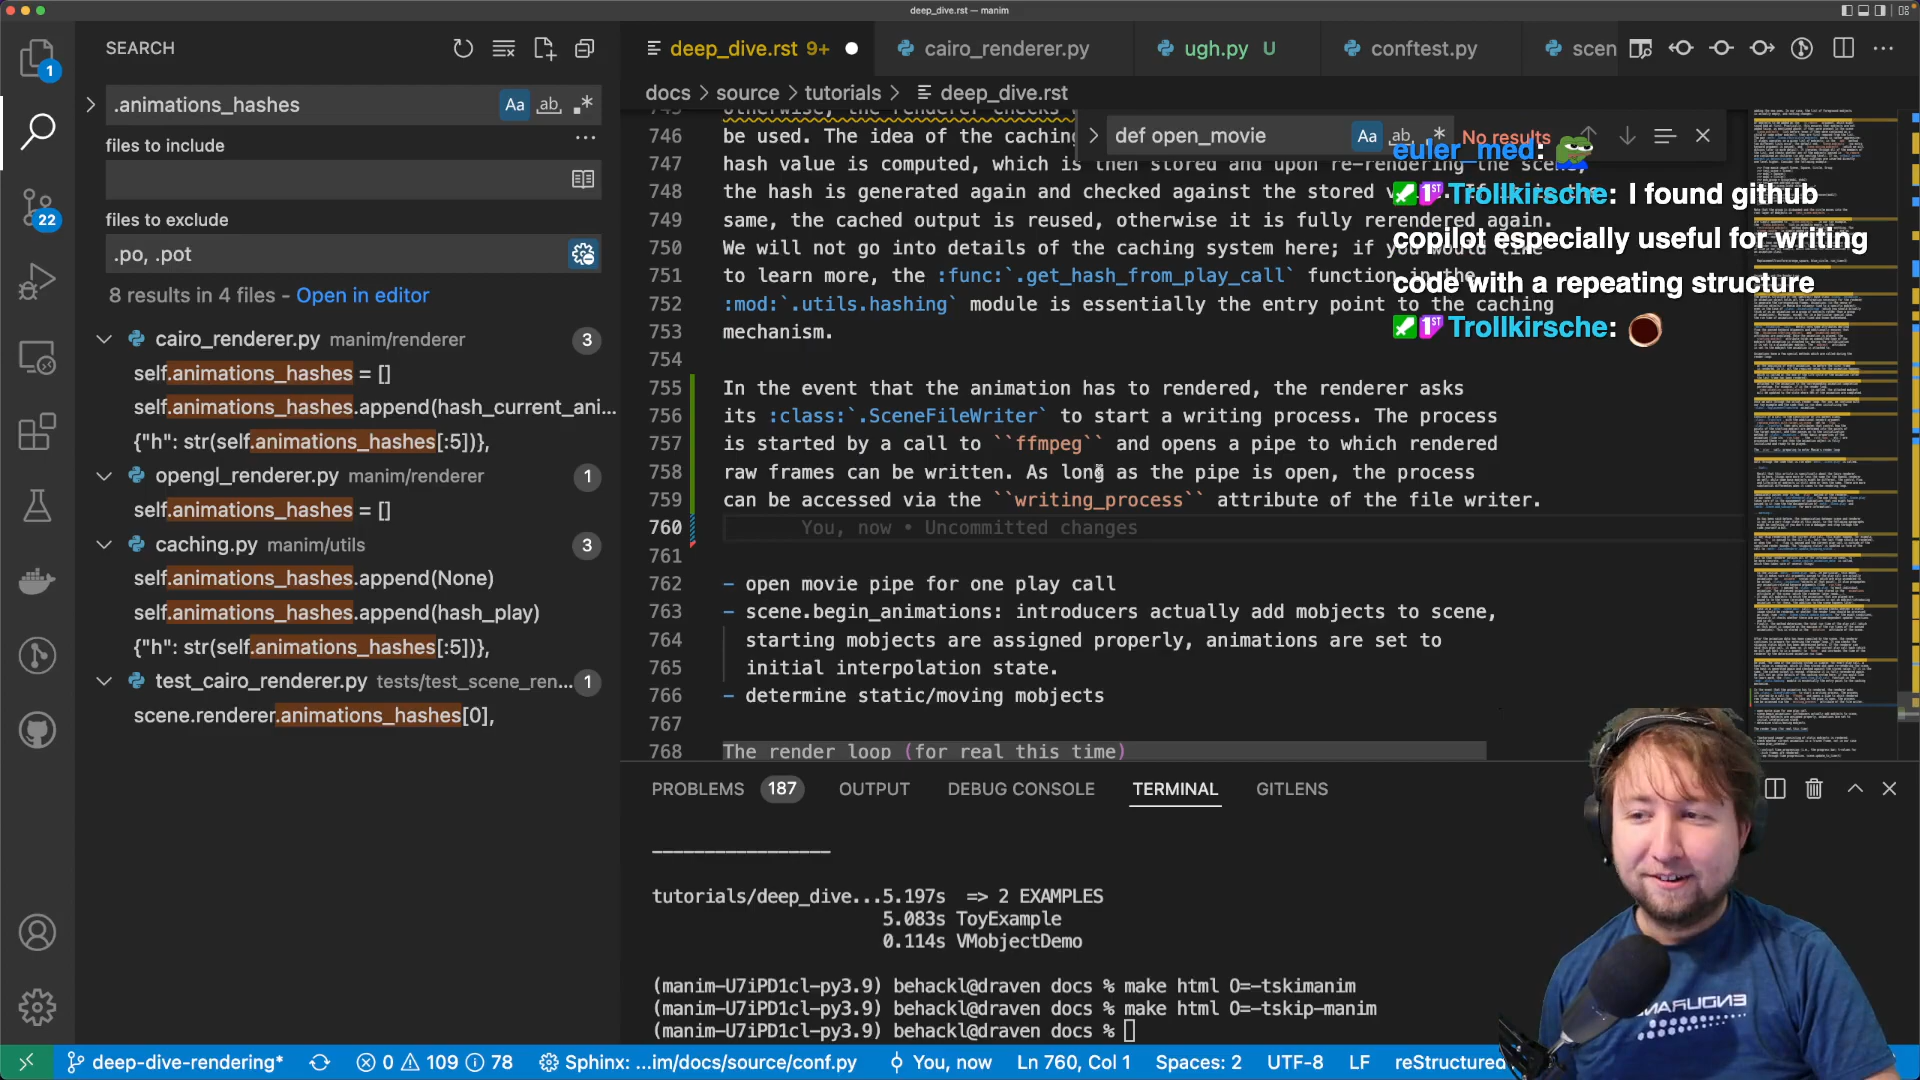 deep_dive.rst — manim
SEARCH
deep_dive.rst 9+
cairo_renderer.py
ugh.py U
conftest.py
scen
1
.animations_hashes
Aa
ab
files to include
files to exclude
.po, .pot
8 results in 4 files - Open in editor
22
cairo_renderer.py manim/renderer 3
self.animations_hashes = []
self.animations_hashes.append(hash_current_ani...
{"h": str(self.animations_hashes[:5])},
opengl_renderer.py manim/renderer 1
self.animations_hashes = []
caching.py manim/utils 3
self.animations_hashes.append(None)
self.animations_hashes.append(hash_play)
{"h": str(self.animations_hashes[:5])},
test_cairo_renderer.py tests/test_scene_ren... 1
scene.renderer.animations_hashes[0],
docs > source > tutorials > deep_dive.rst
def open_movie Aa ab No results
otherwise, the renderer checks
746 be used. The idea of the caching
747 hash value is computed, which is then stored and upon re-rendering the scene,
748 the hash is generated again and checked against the stored
749 same, the cached output is reused, otherwise it is fully rerendered again.
750 We will not go into details of the caching system here; if you would like
751 to learn more, the :func:`.get_hash_from_play_call` function in the
752 :mod:`.utils.hashing` module is essentially the entry point to the caching
753 mechanism.
754
755 In the event that the animation has to rendered, the renderer asks
756 its :class:`.SceneFileWriter` to start a writing process. The process
757 is started by a call to ``ffmpeg`` and opens a pipe to which rendered
758 raw frames can be written. As long as the pipe is open, the process
759 can be accessed via the ``writing_process`` attribute of the file writer.
760 You, now • Uncommitted changes
761
762 - open movie pipe for one play call
763 - scene.begin_animations: introducers actually add mobjects to scene,
764 starting mobjects are assigned properly, animations are set to
765 initial interpolation state.
766 - determine static/moving mobjects
767
768 The render loop (for real this time)
euler_med:
1ST Trollkirsche: I found github
copilot especially useful for writing
code with a repeating structure
1ST Trollkirsche:
PROBLEMS 187 OUTPUT DEBUG CONSOLE TERMINAL GITLENS
tutorials/deep_dive...5.197s => 2 EXAMPLES
5.083s ToyExample
0.114s VMobjectDemo
(manim-U7iPD1cl-py3.9) behackl@draven docs % make html O=-tskimanim
(manim-U7iPD1cl-py3.9) behackl@draven docs % make html O=-tskip-manim
(manim-U7iPD1cl-py3.9) behackl@draven docs %
deep-dive-rendering* 0 109 78 Sphinx: ...im/docs/source/conf.py You, now Ln 760, Col 1 Spaces: 2 UTF-8 LF reStructured